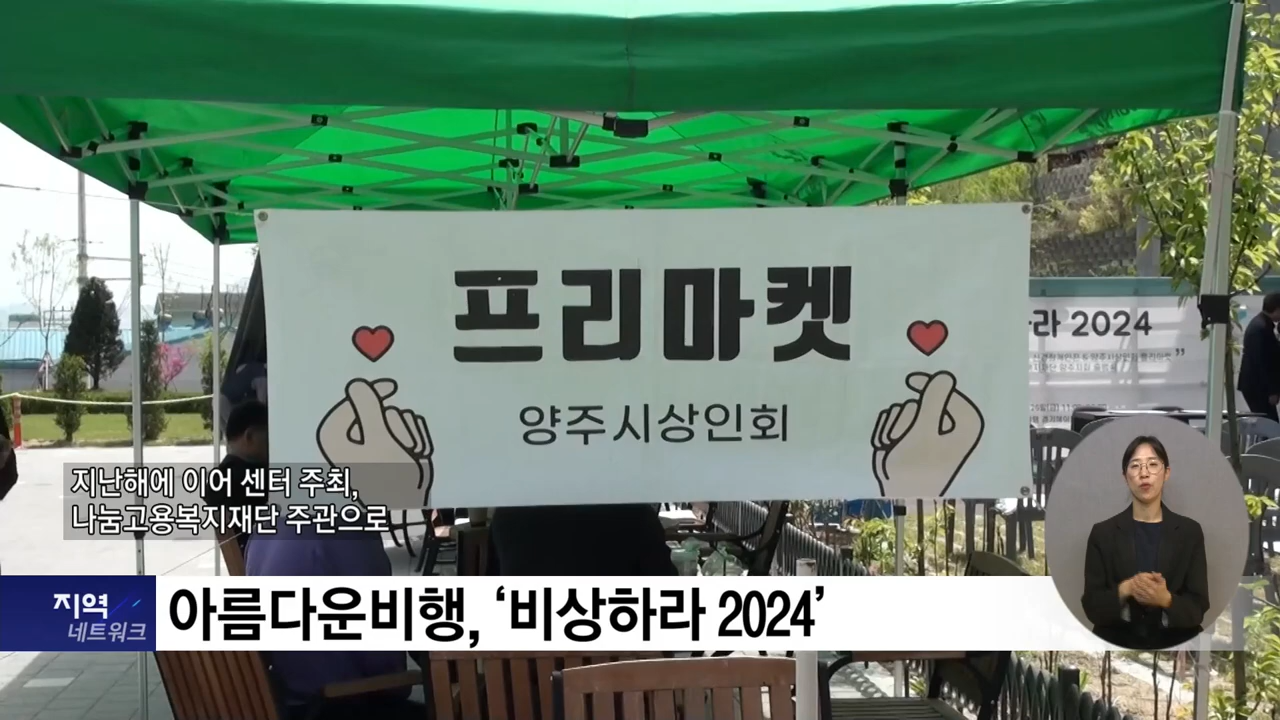 프리마켓
양주시상인회
라 2024
지난해에 이어 센터 주최,
나눔고용복지재단 주관으로
지역
네트워크
아름다운비행, ‘비상하라 2024’